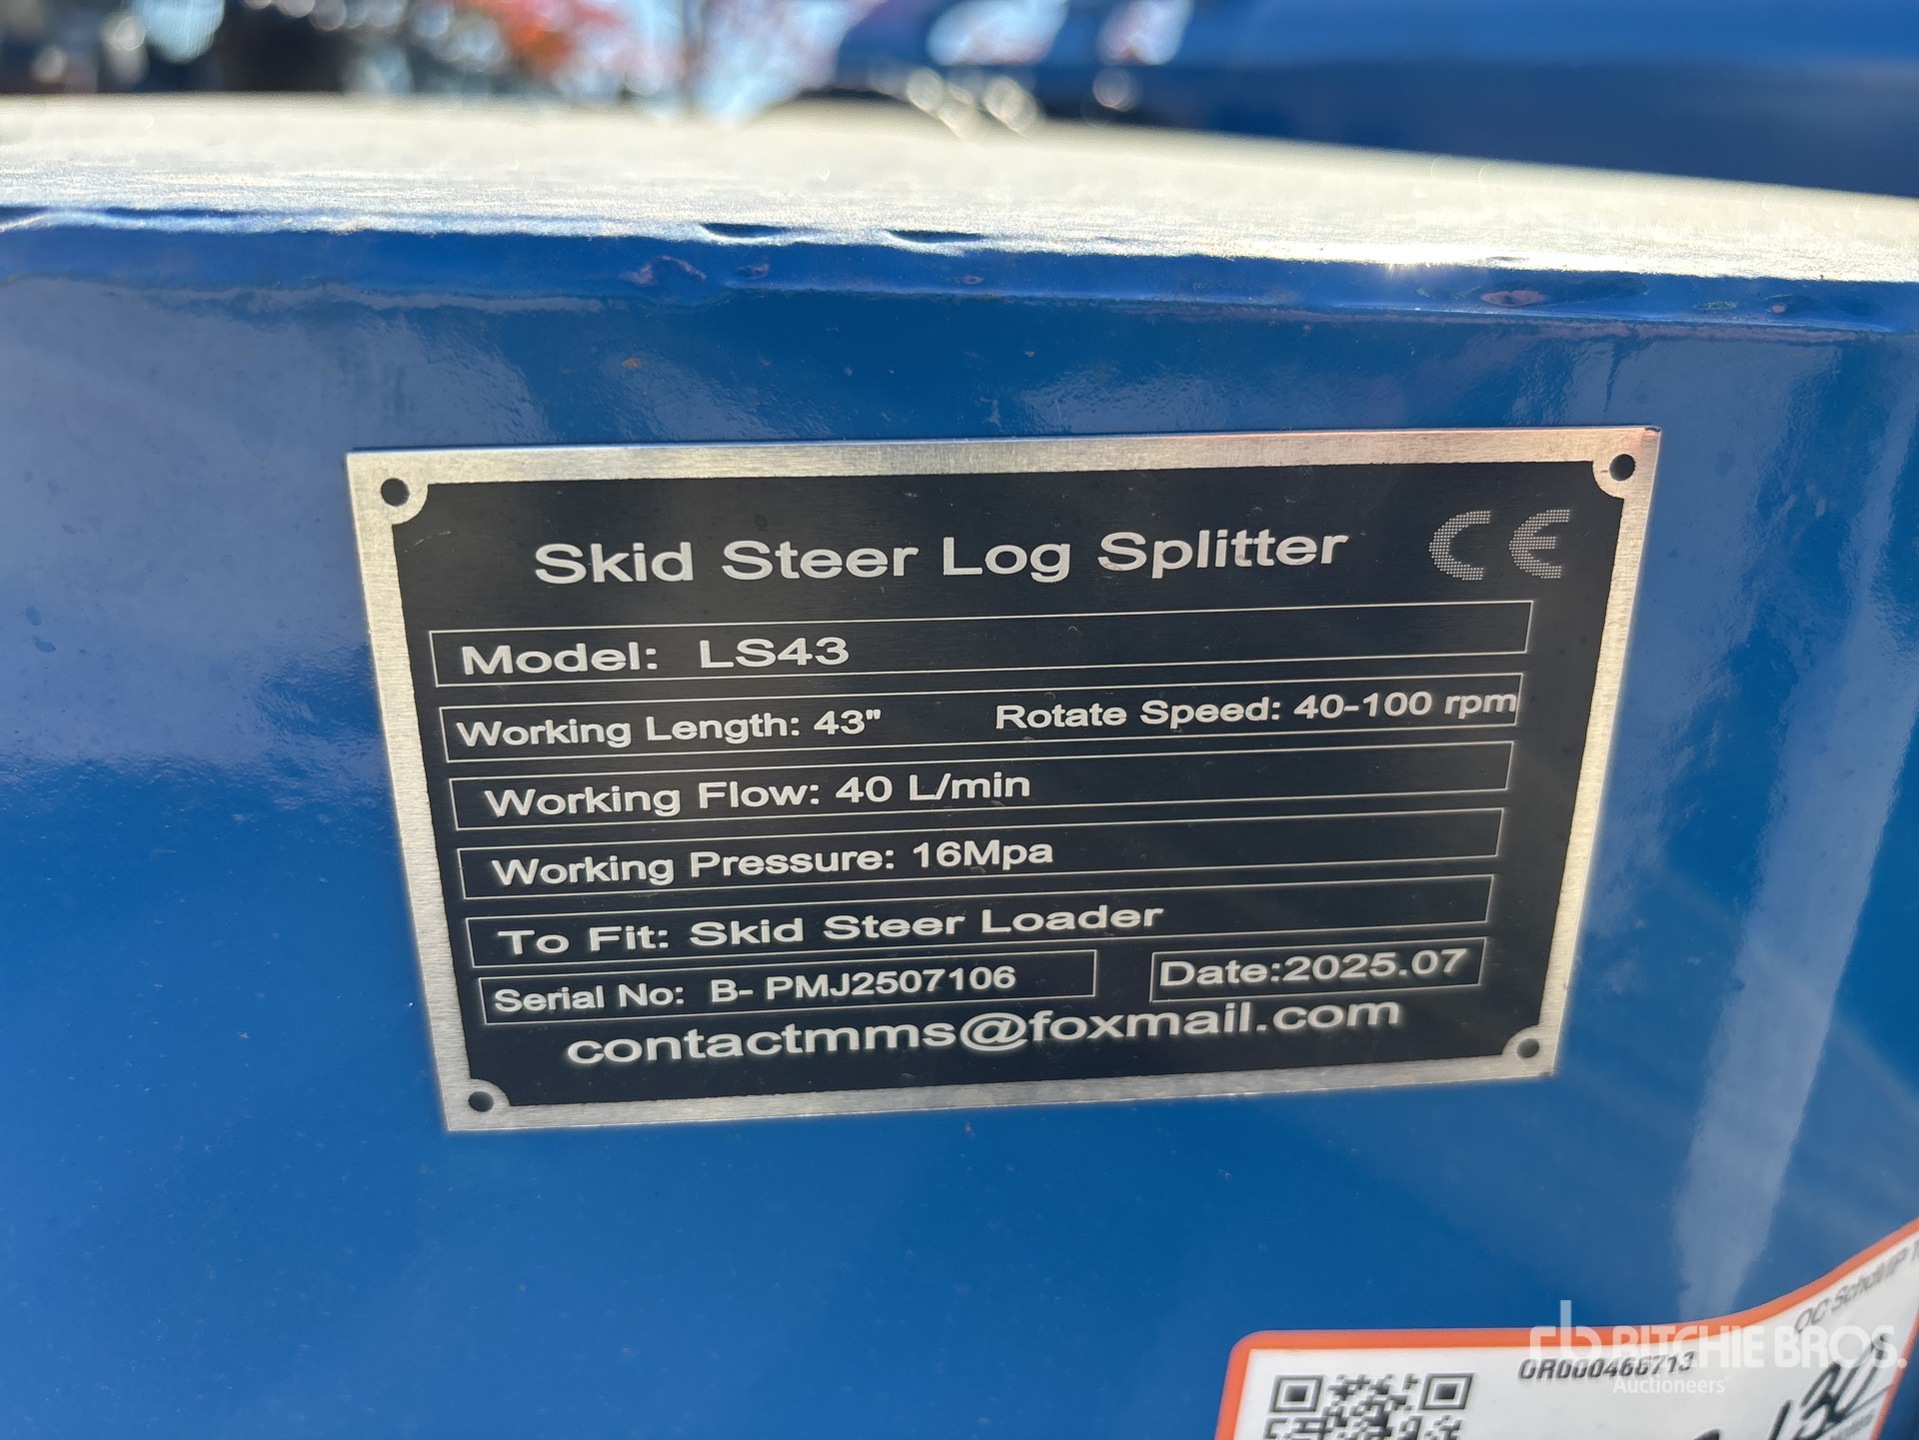 Skid Steer Log Splitter CE
Model: LS43
Working Length: 43" Rotate Speed: 40-100 rpm
Working Flow: 40 L/min
Working Pressure: 16Mpa
To Fit: Skid Steer Loader
Serial No: B- PMJ2507106 Date:2025.07
contactmms@foxmail.com
rb RITCHIE BROS.
Auctioneers